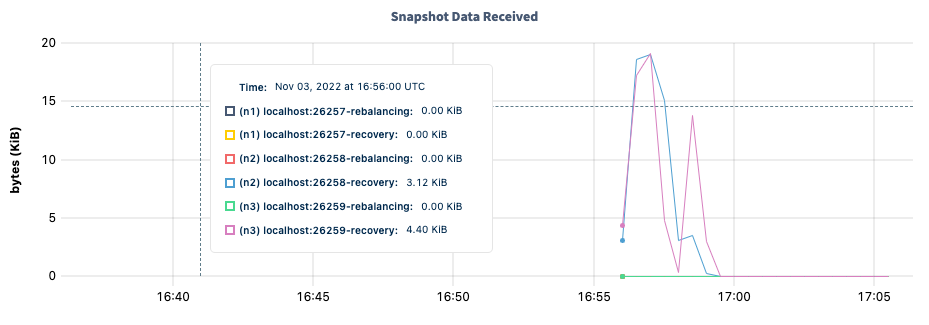 Snapshot Data Received
20
15
10
5
0
bytes (KiB)
Time: Nov 03, 2022 at 16:56:00 UTC
(n1) localhost:26257-rebalancing: 0.00 KiB
(n1) localhost:26257-recovery: 0.00 KiB
(n2) localhost:26258-rebalancing: 0.00 KiB
(n2) localhost:26258-recovery: 3.12 KiB
(n3) localhost:26259-rebalancing: 0.00 KiB
(n3) localhost:26259-recovery: 4.40 KiB
16:40 16:45 16:50 16:55 17:00 17:05